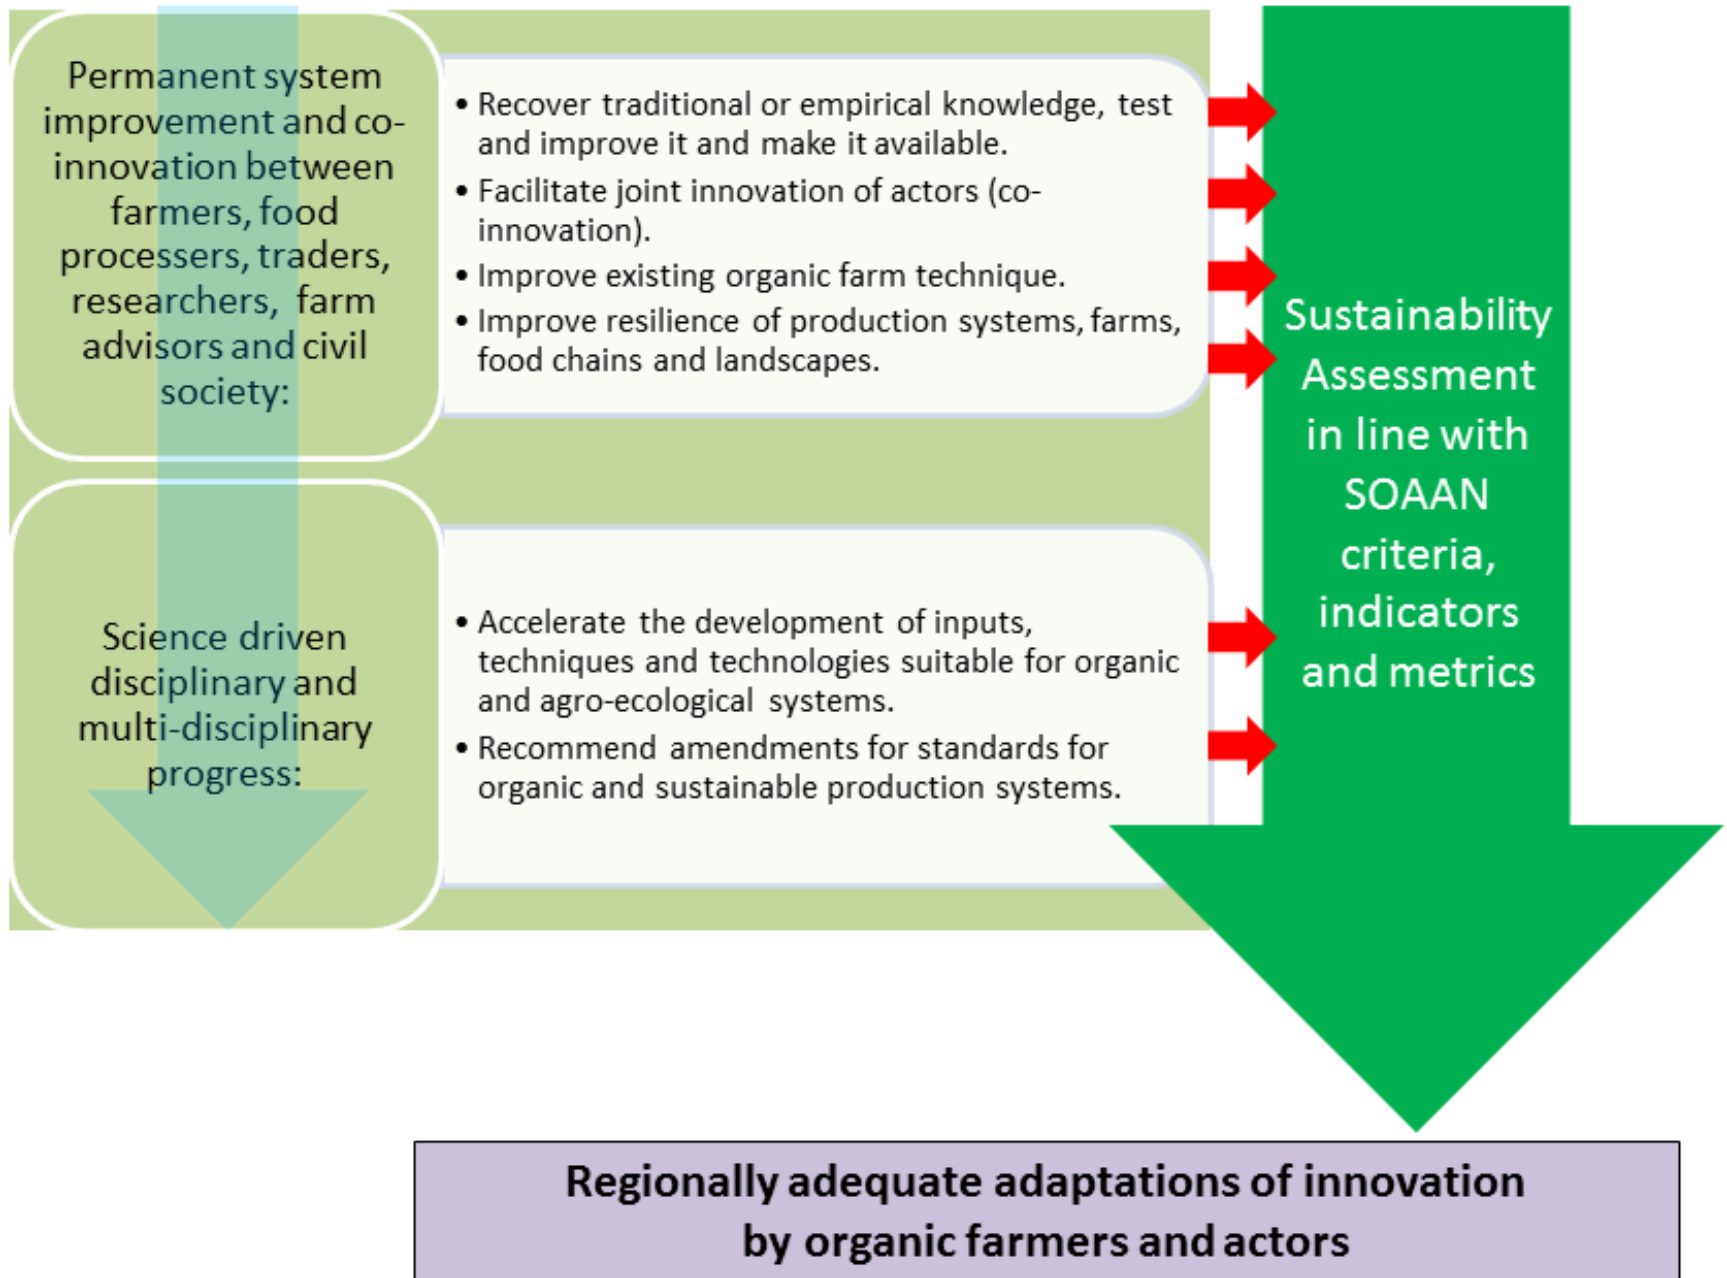 Permanent system
improvement and co-
innovation between
farmers, food
processers, traders,
researchers, farm
advisors and civil
society:
• Recover traditional or empirical knowledge, test
and improve it and make it available.
• Facilitate joint innovation of actors (co-
innovation).
• Improve existing organic farm technique.
• Improve resilience of production systems, farms,
food chains and landscapes.
Science driven
disciplinary and
multi-disciplinary
progress:
• Accelerate the development of inputs,
techniques and technologies suitable for organic
and agro-ecological systems.
• Recommend amendments for standards for
organic and sustainable production systems.
Sustainability
Assessment
in line with
SOAAN
criteria,
indicators
and metrics
Regionally adequate adaptations of innovation
by organic farmers and actors